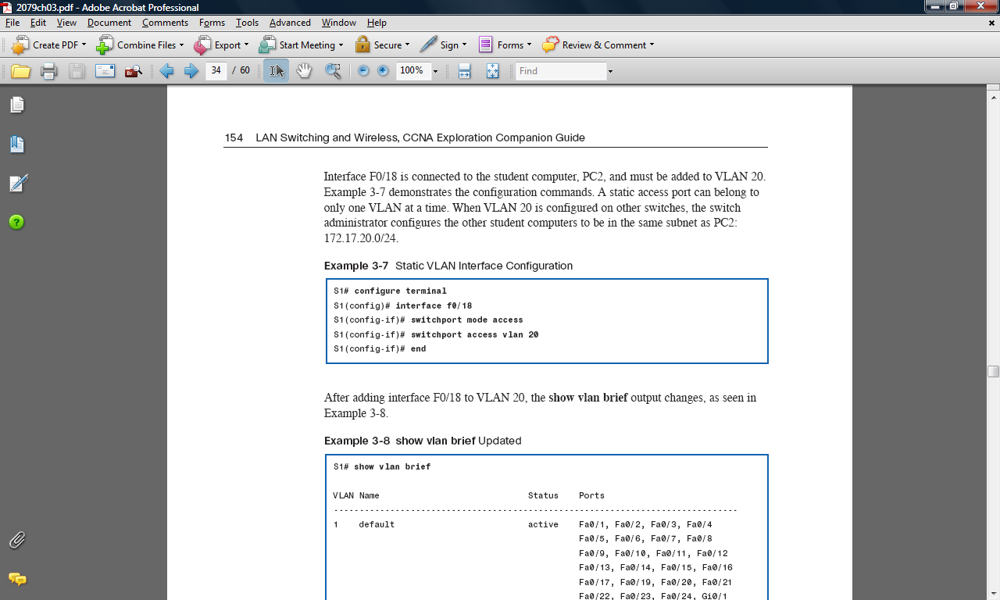 2079ch03.pdf - Adobe Acrobat Professional
File Edit View Document Comments Forms Tools Advanced Window Help
Create PDF Combine Files Export Start Meeting Secure Sign Forms Review & Comment
Br 34 / 60 100% Find
154 LAN Switching and Wireless, CCNA Exploration Companion Guide
Interface F0/18 is connected to the student computer, PC2, and must be added to VLAN 20.
Example 3-7 demonstrates the configuration commands. A static access port can belong to
only one VLAN at a time. When VLAN 20 is configured on other switches, the switch
administrator configures the other student computers to be in the same subnet as PC2:
172.17.20.0/24.
Example 3-7 Static VLAN Interface Configuration
S1# configure terminal
S1(config)# interface f0/18
S1(config-if)# switchport mode access
S1(config-if)# switchport access vlan 20
S1(config-if)# end
After adding interface F0/18 to VLAN 20, the show vlan brief output changes, as seen in
Example 3-8.
Example 3-8 show vlan brief Updated
S1# show vlan brief
VLAN Name Status Ports
-------------------------------------------------------------------------------
1 default active Fa0/1, Fa0/2, Fa0/3, Fa0/4
Fa0/5, Fa0/6, Fa0/7, Fa0/8
Fa0/9, Fa0/10, Fa0/11, Fa0/12
Fa0/13, Fa0/14, Fa0/15, Fa0/16
Fa0/17, Fa0/19, Fa0/20, Fa0/21
Fa0/22, Fa0/23, Fa0/24, Gi0/1